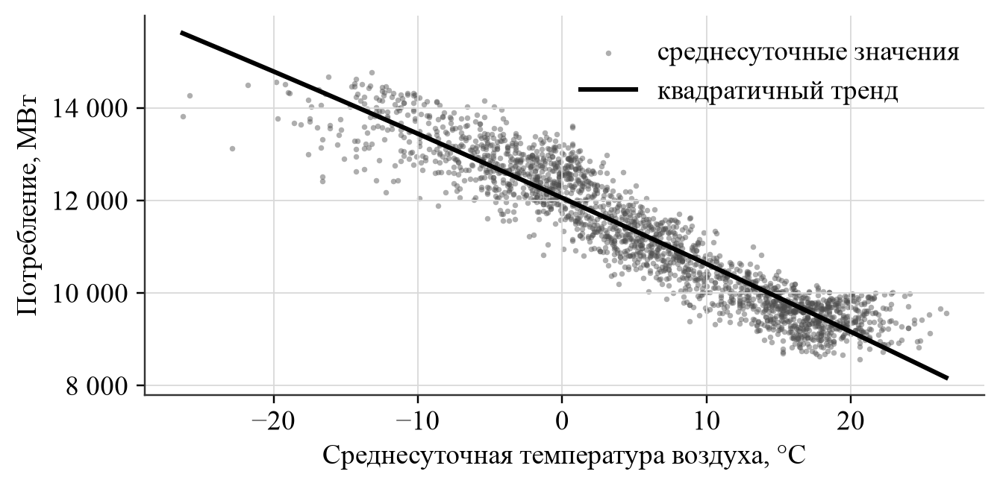 среднесуточные значения
квадратичный тренд
Потребление, МВт
14 000
12 000
10 000
8 000
−20
−10
0
10
20
Среднесуточная температура воздуха, °C